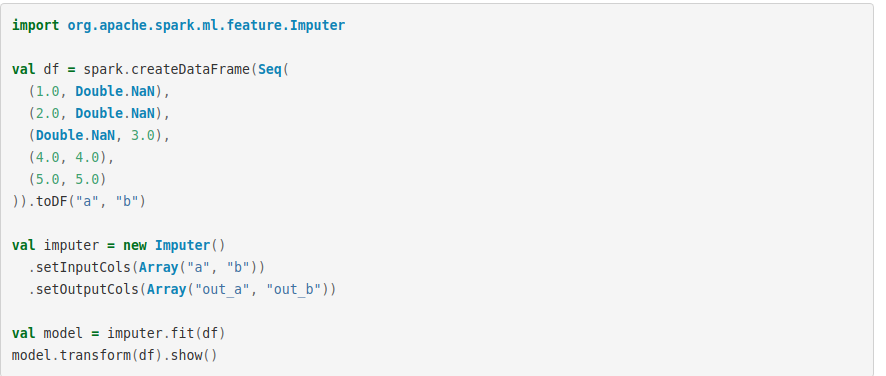 import org.apache.spark.ml.feature.Imputer

val df = spark.createDataFrame(Seq(
  (1.0, Double.NaN),
  (2.0, Double.NaN),
  (Double.NaN, 3.0),
  (4.0, 4.0),
  (5.0, 5.0)
)).toDF("a", "b")

val imputer = new Imputer()
  .setInputCols(Array("a", "b"))
  .setOutputCols(Array("out_a", "out_b"))

val model = imputer.fit(df)
model.transform(df).show()